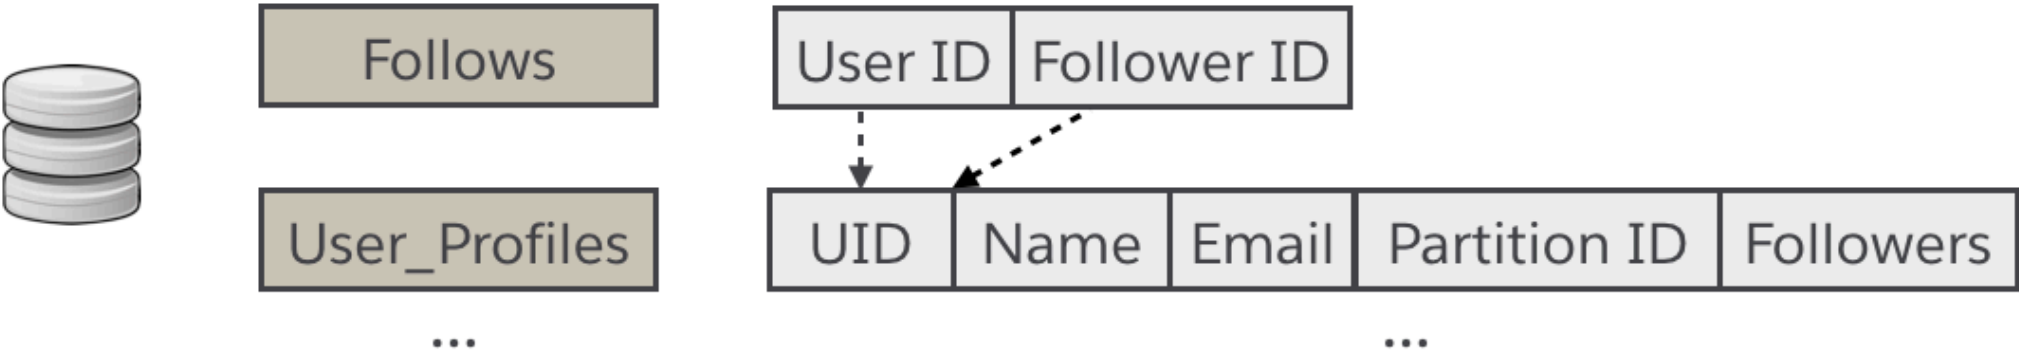 Follows User ID Follower ID
User_Profiles UID Name Email Partition ID Followers
... ...